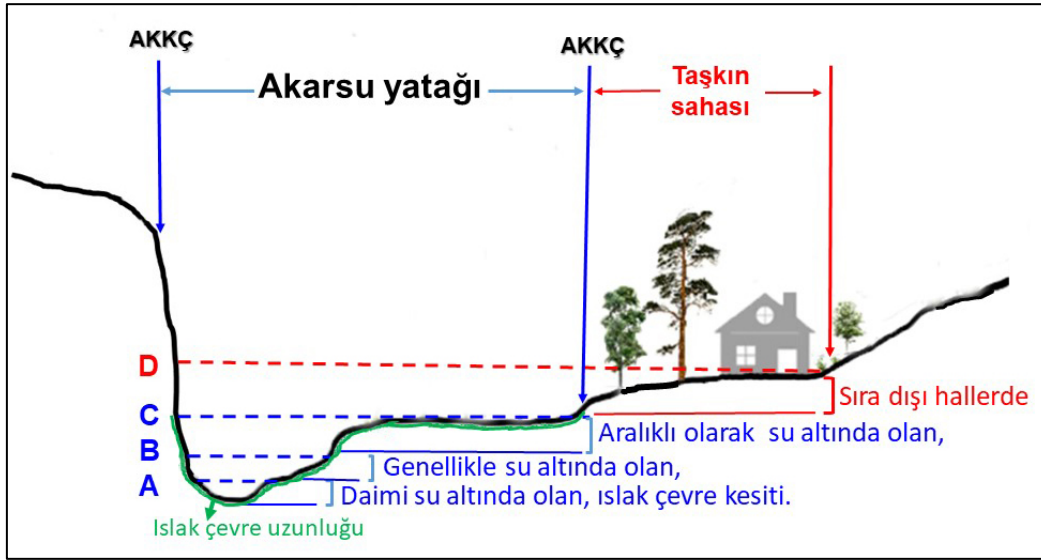 AKKÇ
AKKÇ
Akarsu yatağı
Taşkın
sahası
D
Sıra dışı hallerde
C
Aralıklı olarak su altında olan,
B
Genellikle su altında olan,
A
Daimi su altında olan, ıslak çevre kesiti.
Islak çevre uzunluğu